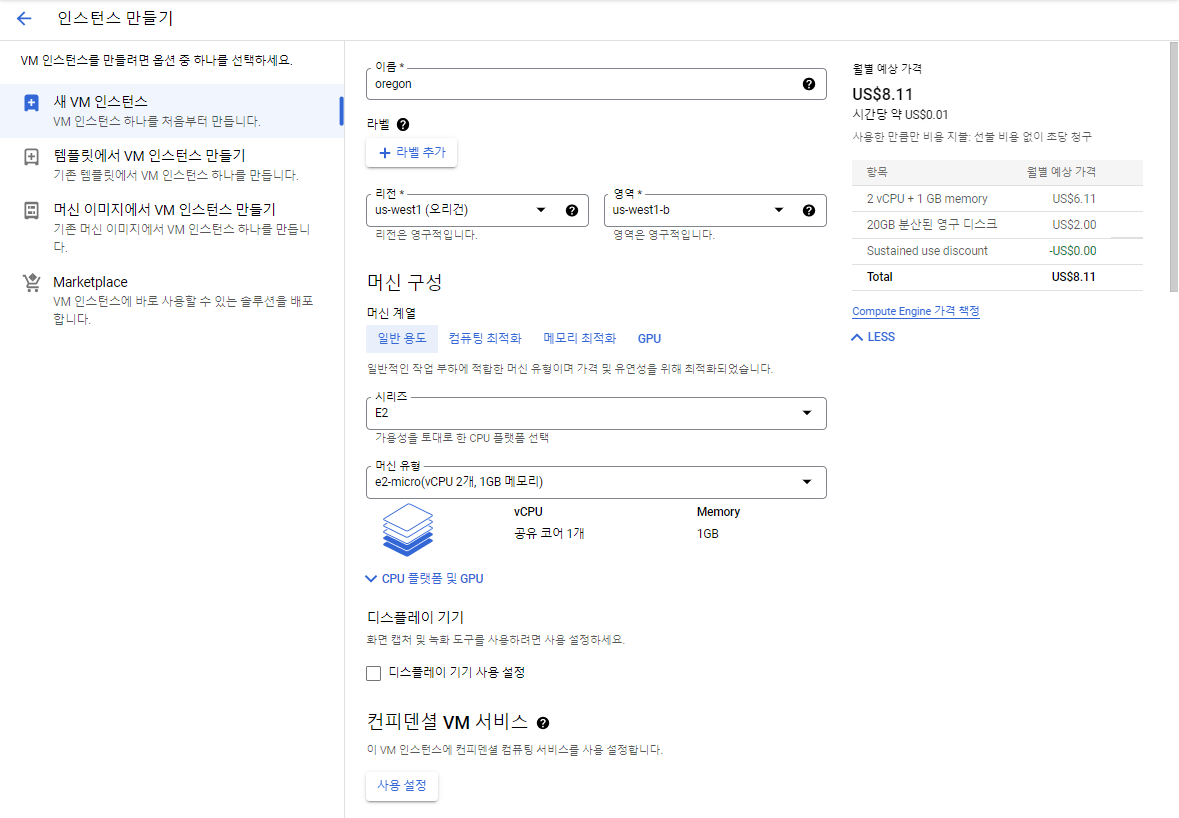 인스턴스 만들기
VM 인스턴스를 만들려면 옵션 중 하나를 선택하세요.
새 VM 인스턴스
VM 인스턴스 하나를 처음부터 만듭니다.
템플릿에서 VM 인스턴스 만들기
기존 템플릿에서 VM 인스턴스 하나를 만듭니다.
머신 이미지에서 VM 인스턴스 만들기
기존 머신 이미지에서 VM 인스턴스 하나를 만듭니
다.
Marketplace
VM 인스턴스에 바로 사용할 수 있는 솔루션을 배포
합니다.
이름 *
oregon
라벨
라벨 추가
리전 *
us-west1 (오리건)
리전은 영구적입니다.
영역 *
us-west1-b
영역은 영구적입니다.
머신 구성
머신 계열
일반 용도 컴퓨팅 최적화 메모리 최적화 GPU
일반적인 작업 부하에 적합한 머신 유형이며 가격 및 유연성을 위해 최적화되었습니다.
시리즈
E2
가용성을 토대로 한 CPU 플랫폼 선택
머신 유형
e2-micro(vCPU 2개, 1GB 메모리)
vCPU Memory
공유 코어 1개 1GB
CPU 플랫폼 및 GPU
디스플레이 기기
화면 캡처 및 녹화 도구를 사용하려면 사용 설정하세요.
디스플레이 기기 사용 설정
컨피덴셜 VM 서비스
이 VM 인스턴스에 컨피덴셜 컴퓨팅 서비스를 사용 설정합니다.
사용 설정
월별 예상 가격
US$8.11
시간당 약 US$0.01
사용한 만큼만 비용 지불: 선불 비용 없이 초당 청구
항목 월별 예상 가격
2 vCPU + 1 GB memory US$6.11
20GB 분산된 영구 디스크 US$2.00
Sustained use discount -US$0.00
Total US$8.11
Compute Engine 가격 책정
LESS